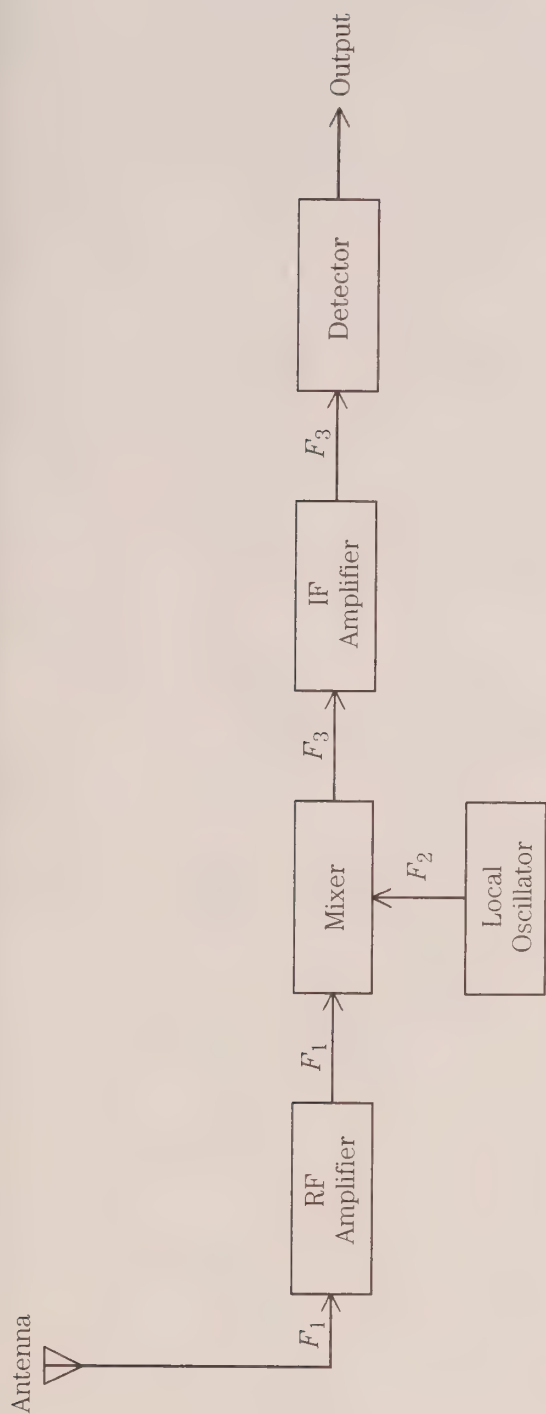 Antenna
F₁
RF
Amplifier
F₁
Mixer
F₂
Local
Oscillator
F₃
IF
Amplifier
F₃
Detector
Output